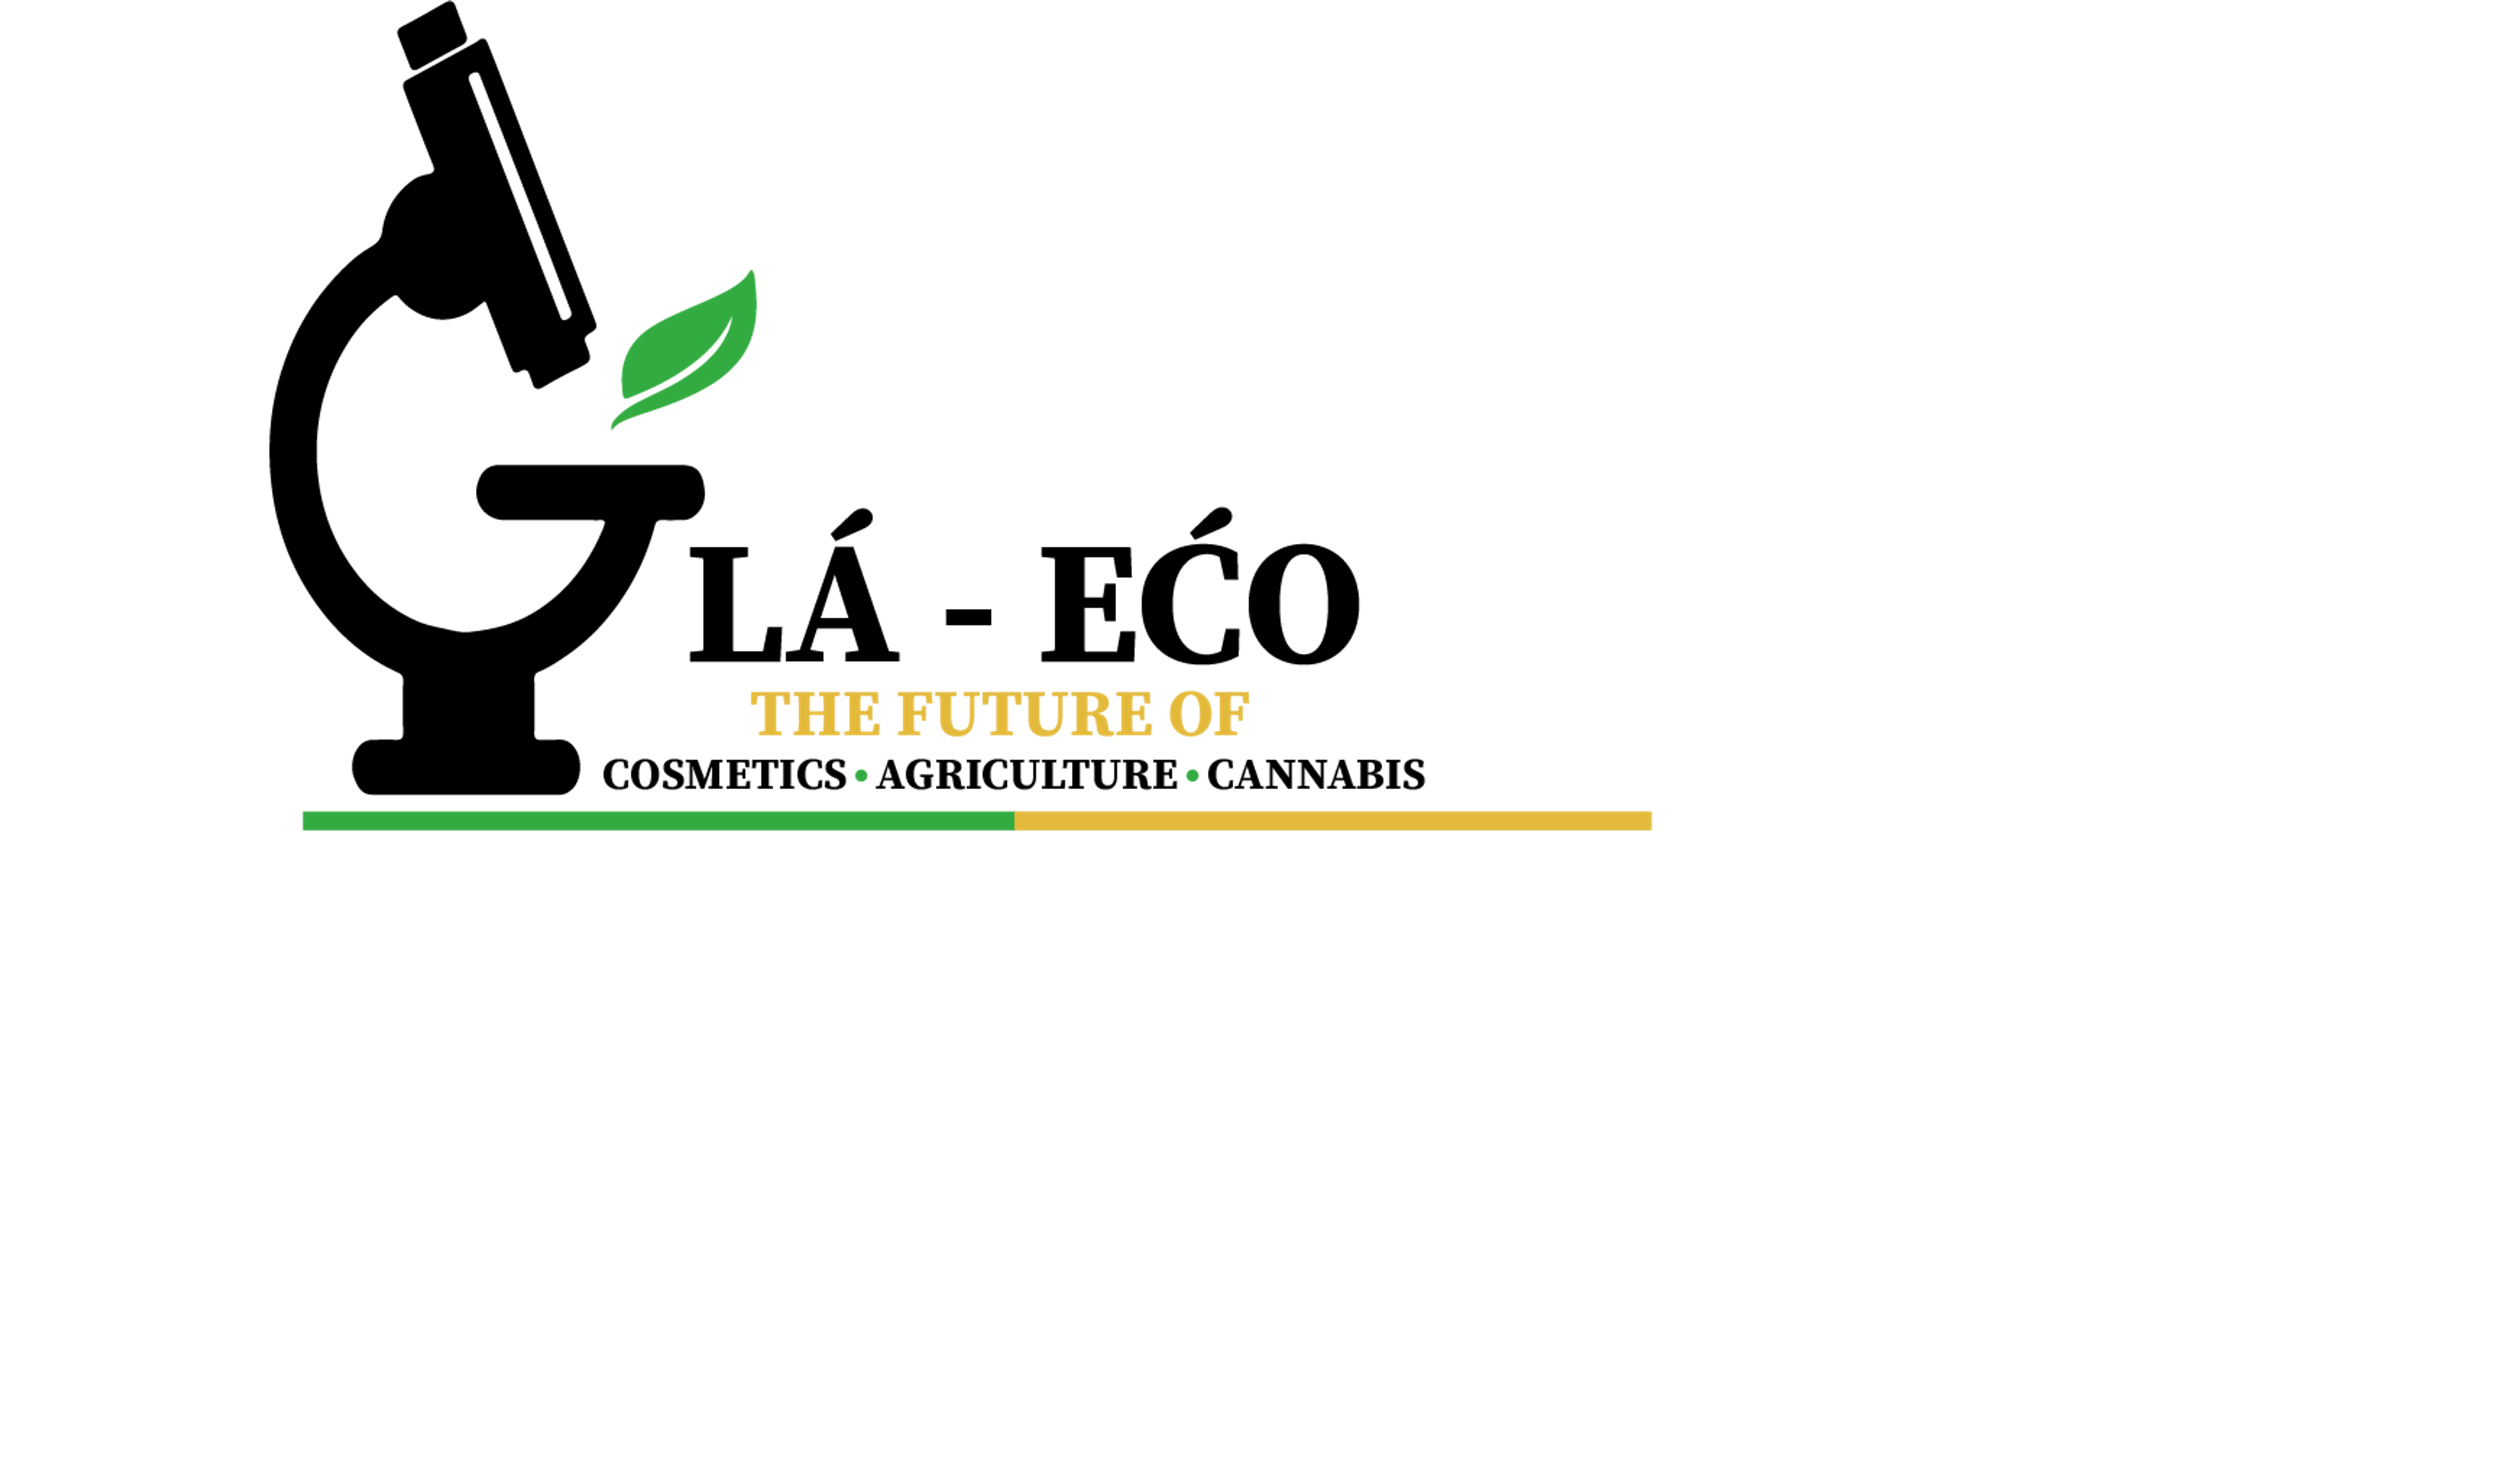 GLÁ - EĆO
THE FUTURE OF
COSMETICS • AGRICULTURE • CANNABIS